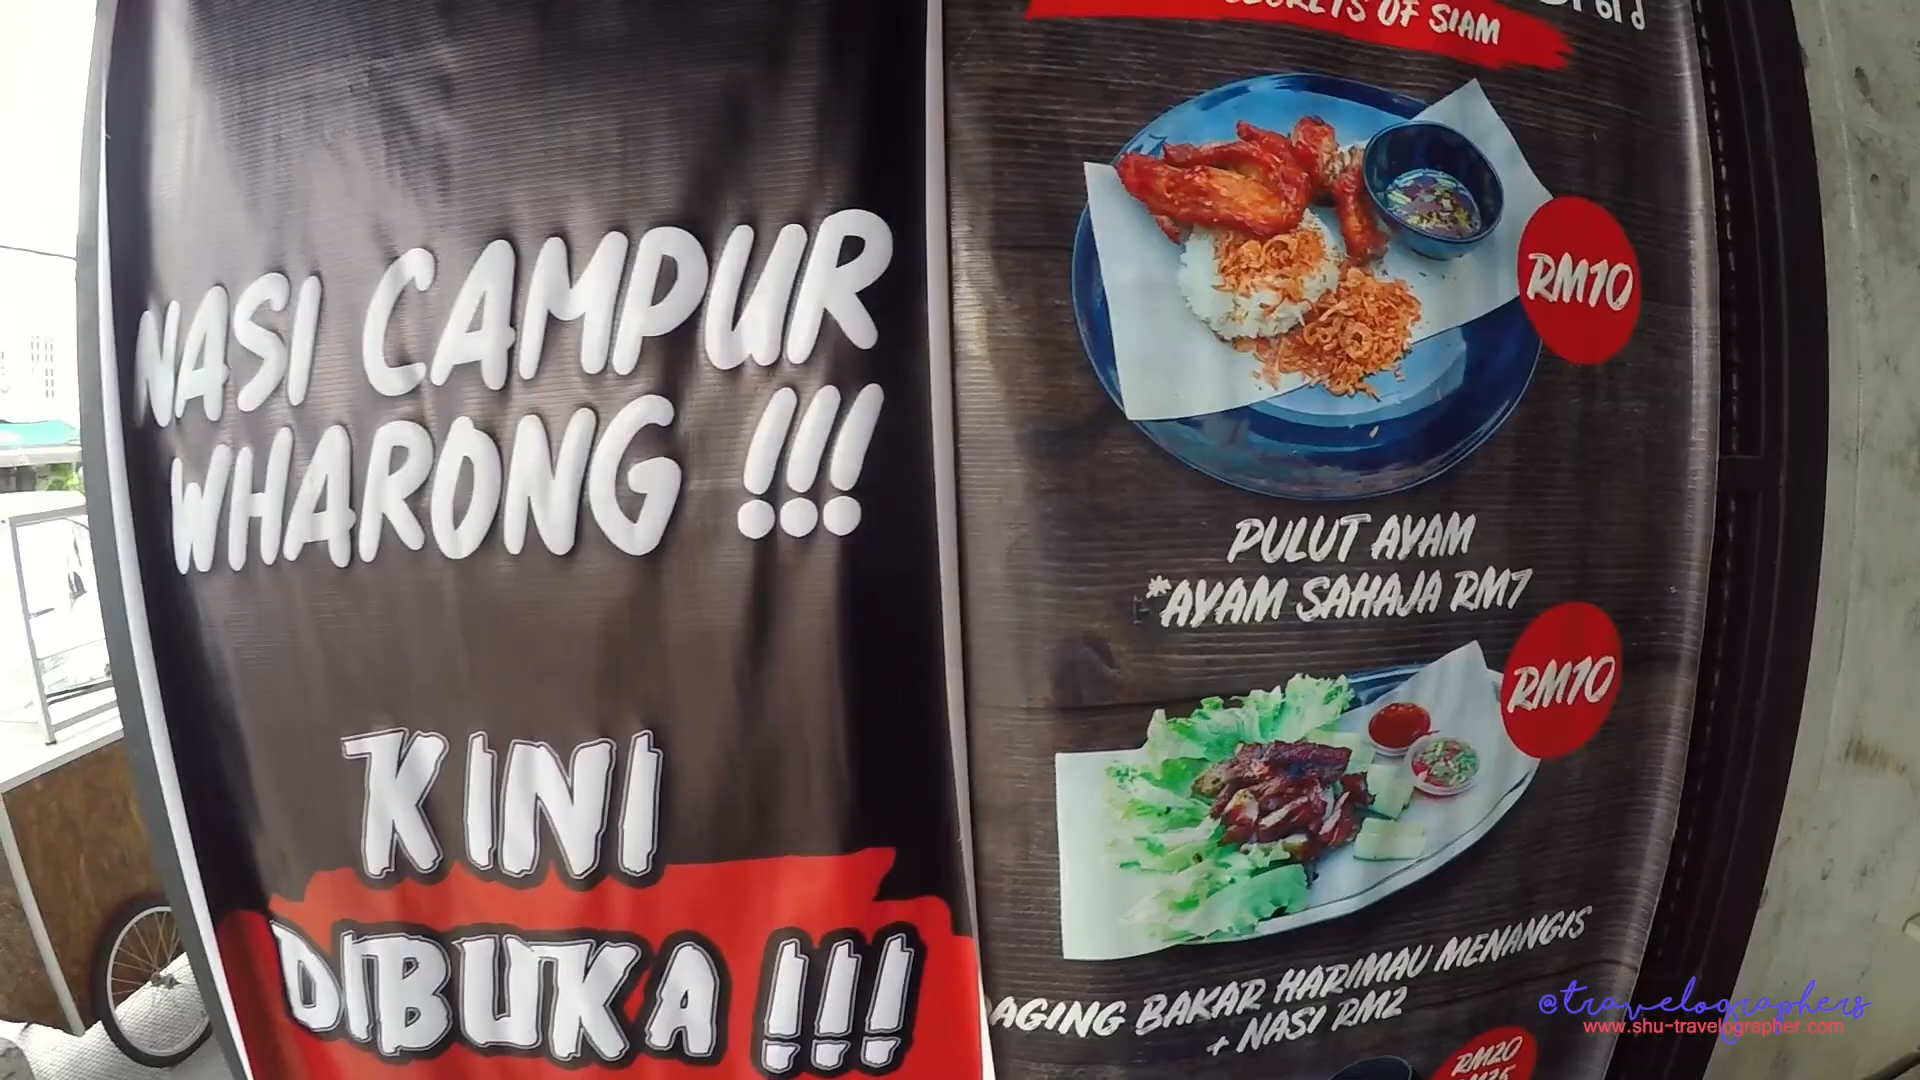 NASI CAMPUR
WHARONG !!!
KINI
DIBUKA !!!
SECRETS OF SIAM
RM10
PULUT AYAM
*AYAM SAHAJA RM7
RM10
AGING BAKAR HARIMAU MENANGIS
+ NASI RM2
RM20
@travelographers
www.shu-travelographer.com